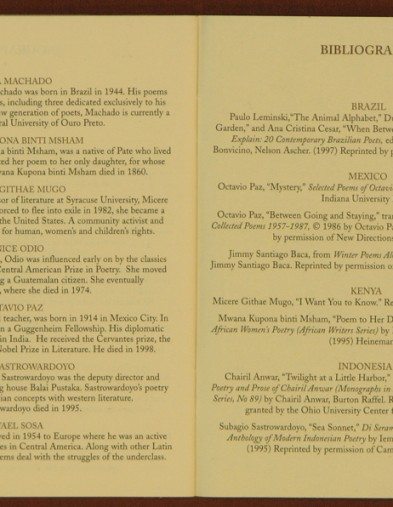 MACHADO
chado was born in Brazil in 1944. His poems
s, including three dedicated exclusively to his
w generation of poets, Machado is currently a
ral University of Ouro Preto.
ONA BINTI MSHAM
a binti Msham, was a native of Pate who lived
ted her poem to her only daughter, for whose
wana Kupona binti Msham died in 1860.
GITHAE MUGO
sor of literature at Syracuse University, Micere
orced to flee into exile in 1982, she became a
the United States. A community activist and
for human, women's and children's rights.
NICE ODIO
, Odio was influenced early on by the classics
Central American Prize in Poetry. She moved
g a Guatemalan citizen. She eventually
, where she died in 1974.
TAVIO PAZ
l teacher, was born in 1914 in Mexico City. In
n a Guggenheim Fellowship. His diplomatic
in India. He received the Cervantes prize, the
Nobel Prize in Literature. He died in 1998.
SASTROWARDOYO
Sastrowardoyo was the deputy director and
g house Balai Pustaka. Sastrowardoyo's poetry
sian concepts with western literature.
wardoyo died in 1995.
FAEL SOSA
ved in 1954 to Europe where he was an active
es in Central America. Along with other Latin
ems deal with the struggles of the underclass.
BIBLIOGRA
BRAZIL
Paulo Leminski, "The Animal Alphabet," Du
Garden," and Ana Cristina Cesar, "When Betwe
Explain: 20 Contemporary Brazilian Poets, ed
Bonvicino, Nelson Ascher. (1997) Reprinted by p
MEXICO
Octavio Paz, "Mystery," Selected Poems of Octavi
Indiana University
Octavio Paz, "Between Going and Staying," tran
Collected Poems 1957-1987, © 1986 by Octavio Pa
by permission of New Directions
Jimmy Santiago Baca, from Winter Poems Al
Jimmy Santiago Baca. Reprinted by permission o
KENYA
Micere Githae Mugo, "I Want You to Know." Re
Mwana Kupona binti Msham, "Poem to Her D
African Women's Poetry (African Writers Series) by
(1995) Heinemar
INDONESIA
Chairil Anwar, "Twilight at a Little Harbor,"
Poetry and Prose of Chairil Anwar (Monographs in
Series, No 89) by Chairil Anwar, Burton Raffel. R
granted by the Ohio University Center f
Subagio Sastrowardoyo, "Sea Sonnet," Di Seran
Anthology of Modern Indonesian Poetry by Iem
(1995) Reprinted by permission of Cam